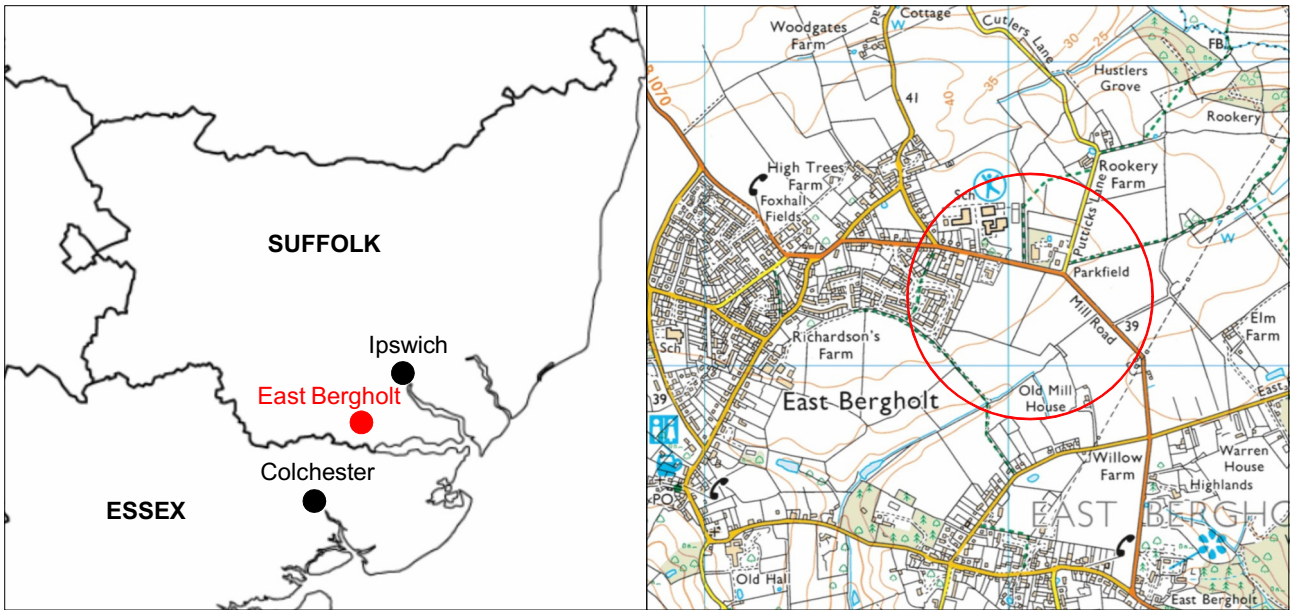 SUFFOLK
Ipswich
East Bergholt
Colchester
ESSEX
Woodgates
Farm
Cottage
W
Cutlers Lane
30
25
35
40
41
FB
Hustlers
Grove
Rookery
B 1070
High Trees
Farm
Foxhall
Fields
Sch
Rookery
Farm
Putticks Lane
W
Parkfield
Mill Road
39
Elm
Farm
Richardson's
Farm
Sch
39
East Bergholt
Old Mill
House
East
Willow
Farm
Warren
House
Highlands
PO
EAST BERGHO
Old Hall
East Bergholt